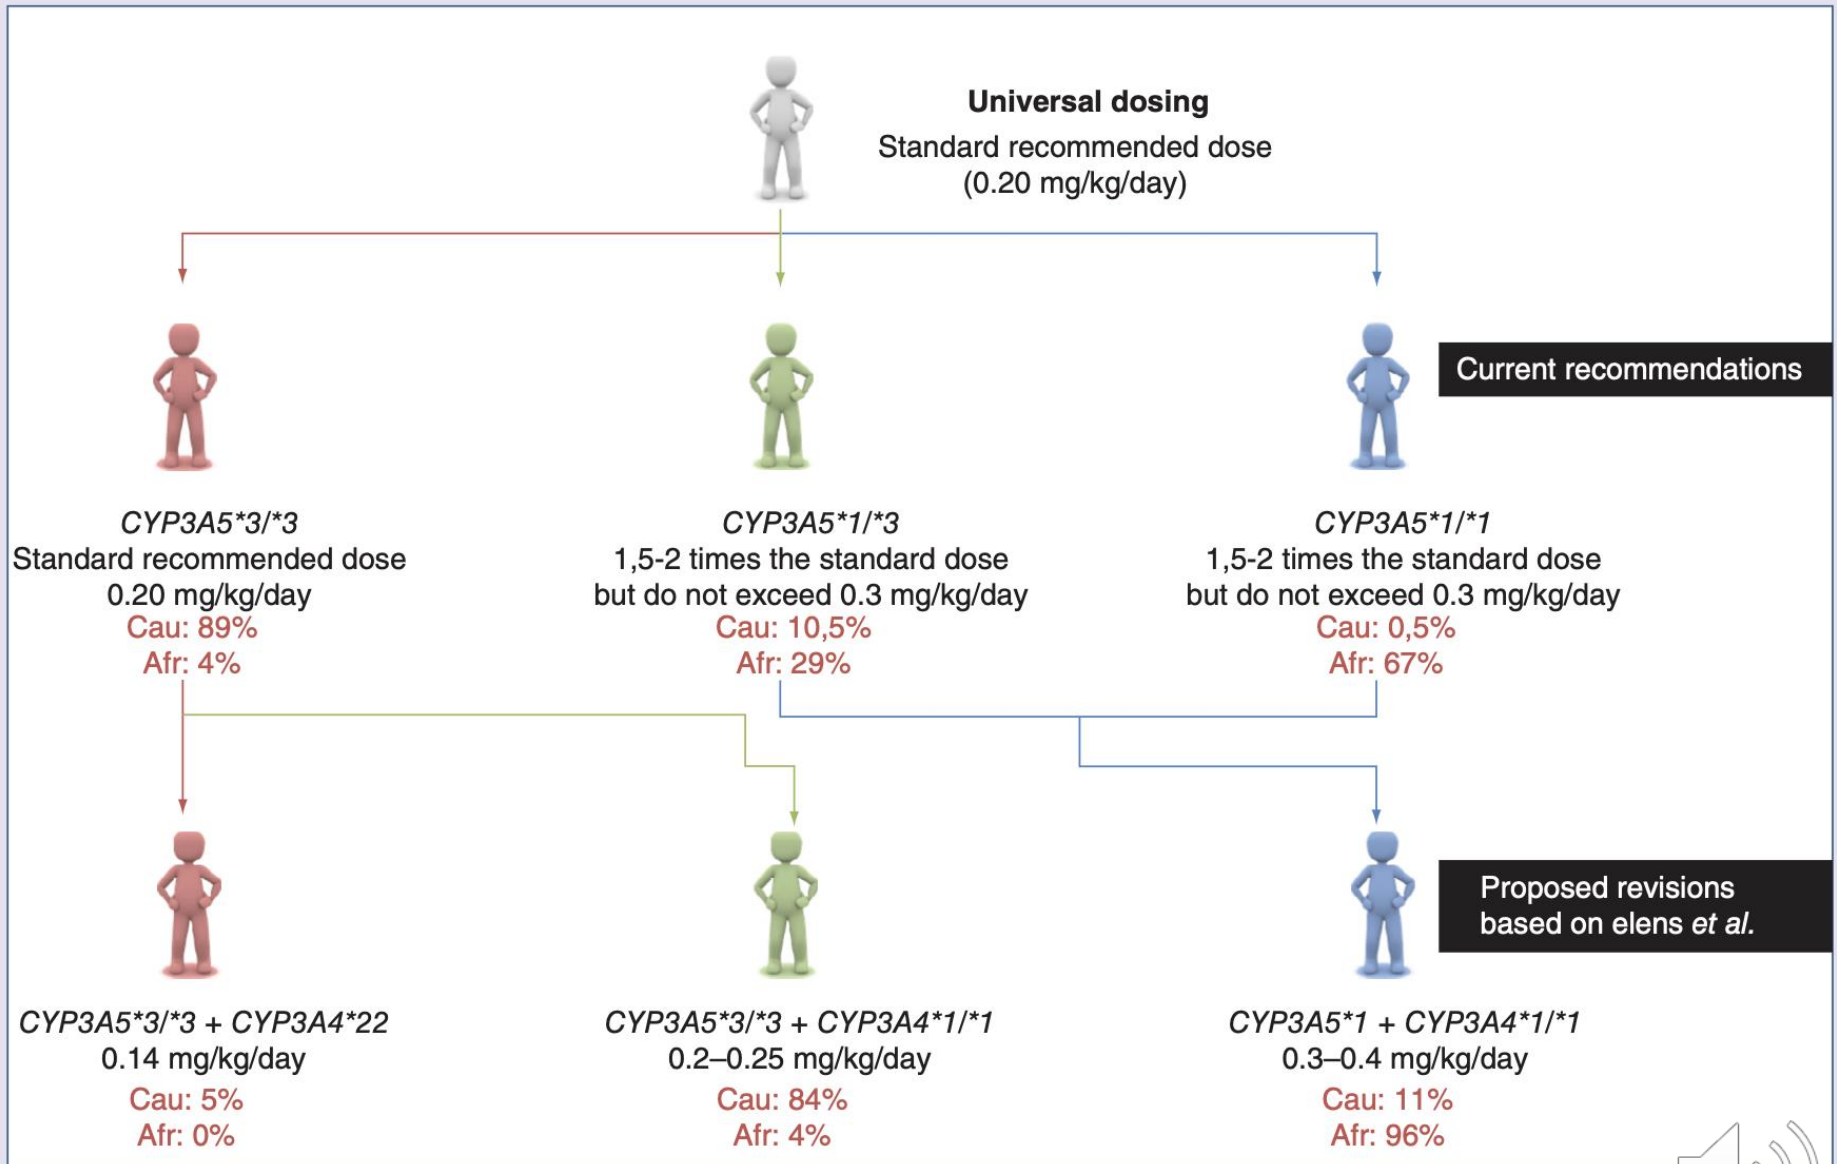 Universal dosing
Standard recommended dose
(0.20 mg/kg/day)
Current recommendations
CYP3A5*3/*3
Standard recommended dose
0.20 mg/kg/day
Cau: 89%
Afr: 4%
CYP3A5*1/*3
1,5-2 times the standard dose
but do not exceed 0.3 mg/kg/day
Cau: 10,5%
Afr: 29%
CYP3A5*1/*1
1,5-2 times the standard dose
but do not exceed 0.3 mg/kg/day
Cau: 0,5%
Afr: 67%
Proposed revisions
based on elens et al.
CYP3A5*3/*3 + CYP3A4*22
0.14 mg/kg/day
Cau: 5%
Afr: 0%
CYP3A5*3/*3 + CYP3A4*1/*1
0.2–0.25 mg/kg/day
Cau: 84%
Afr: 4%
CYP3A5*1 + CYP3A4*1/*1
0.3–0.4 mg/kg/day
Cau: 11%
Afr: 96%